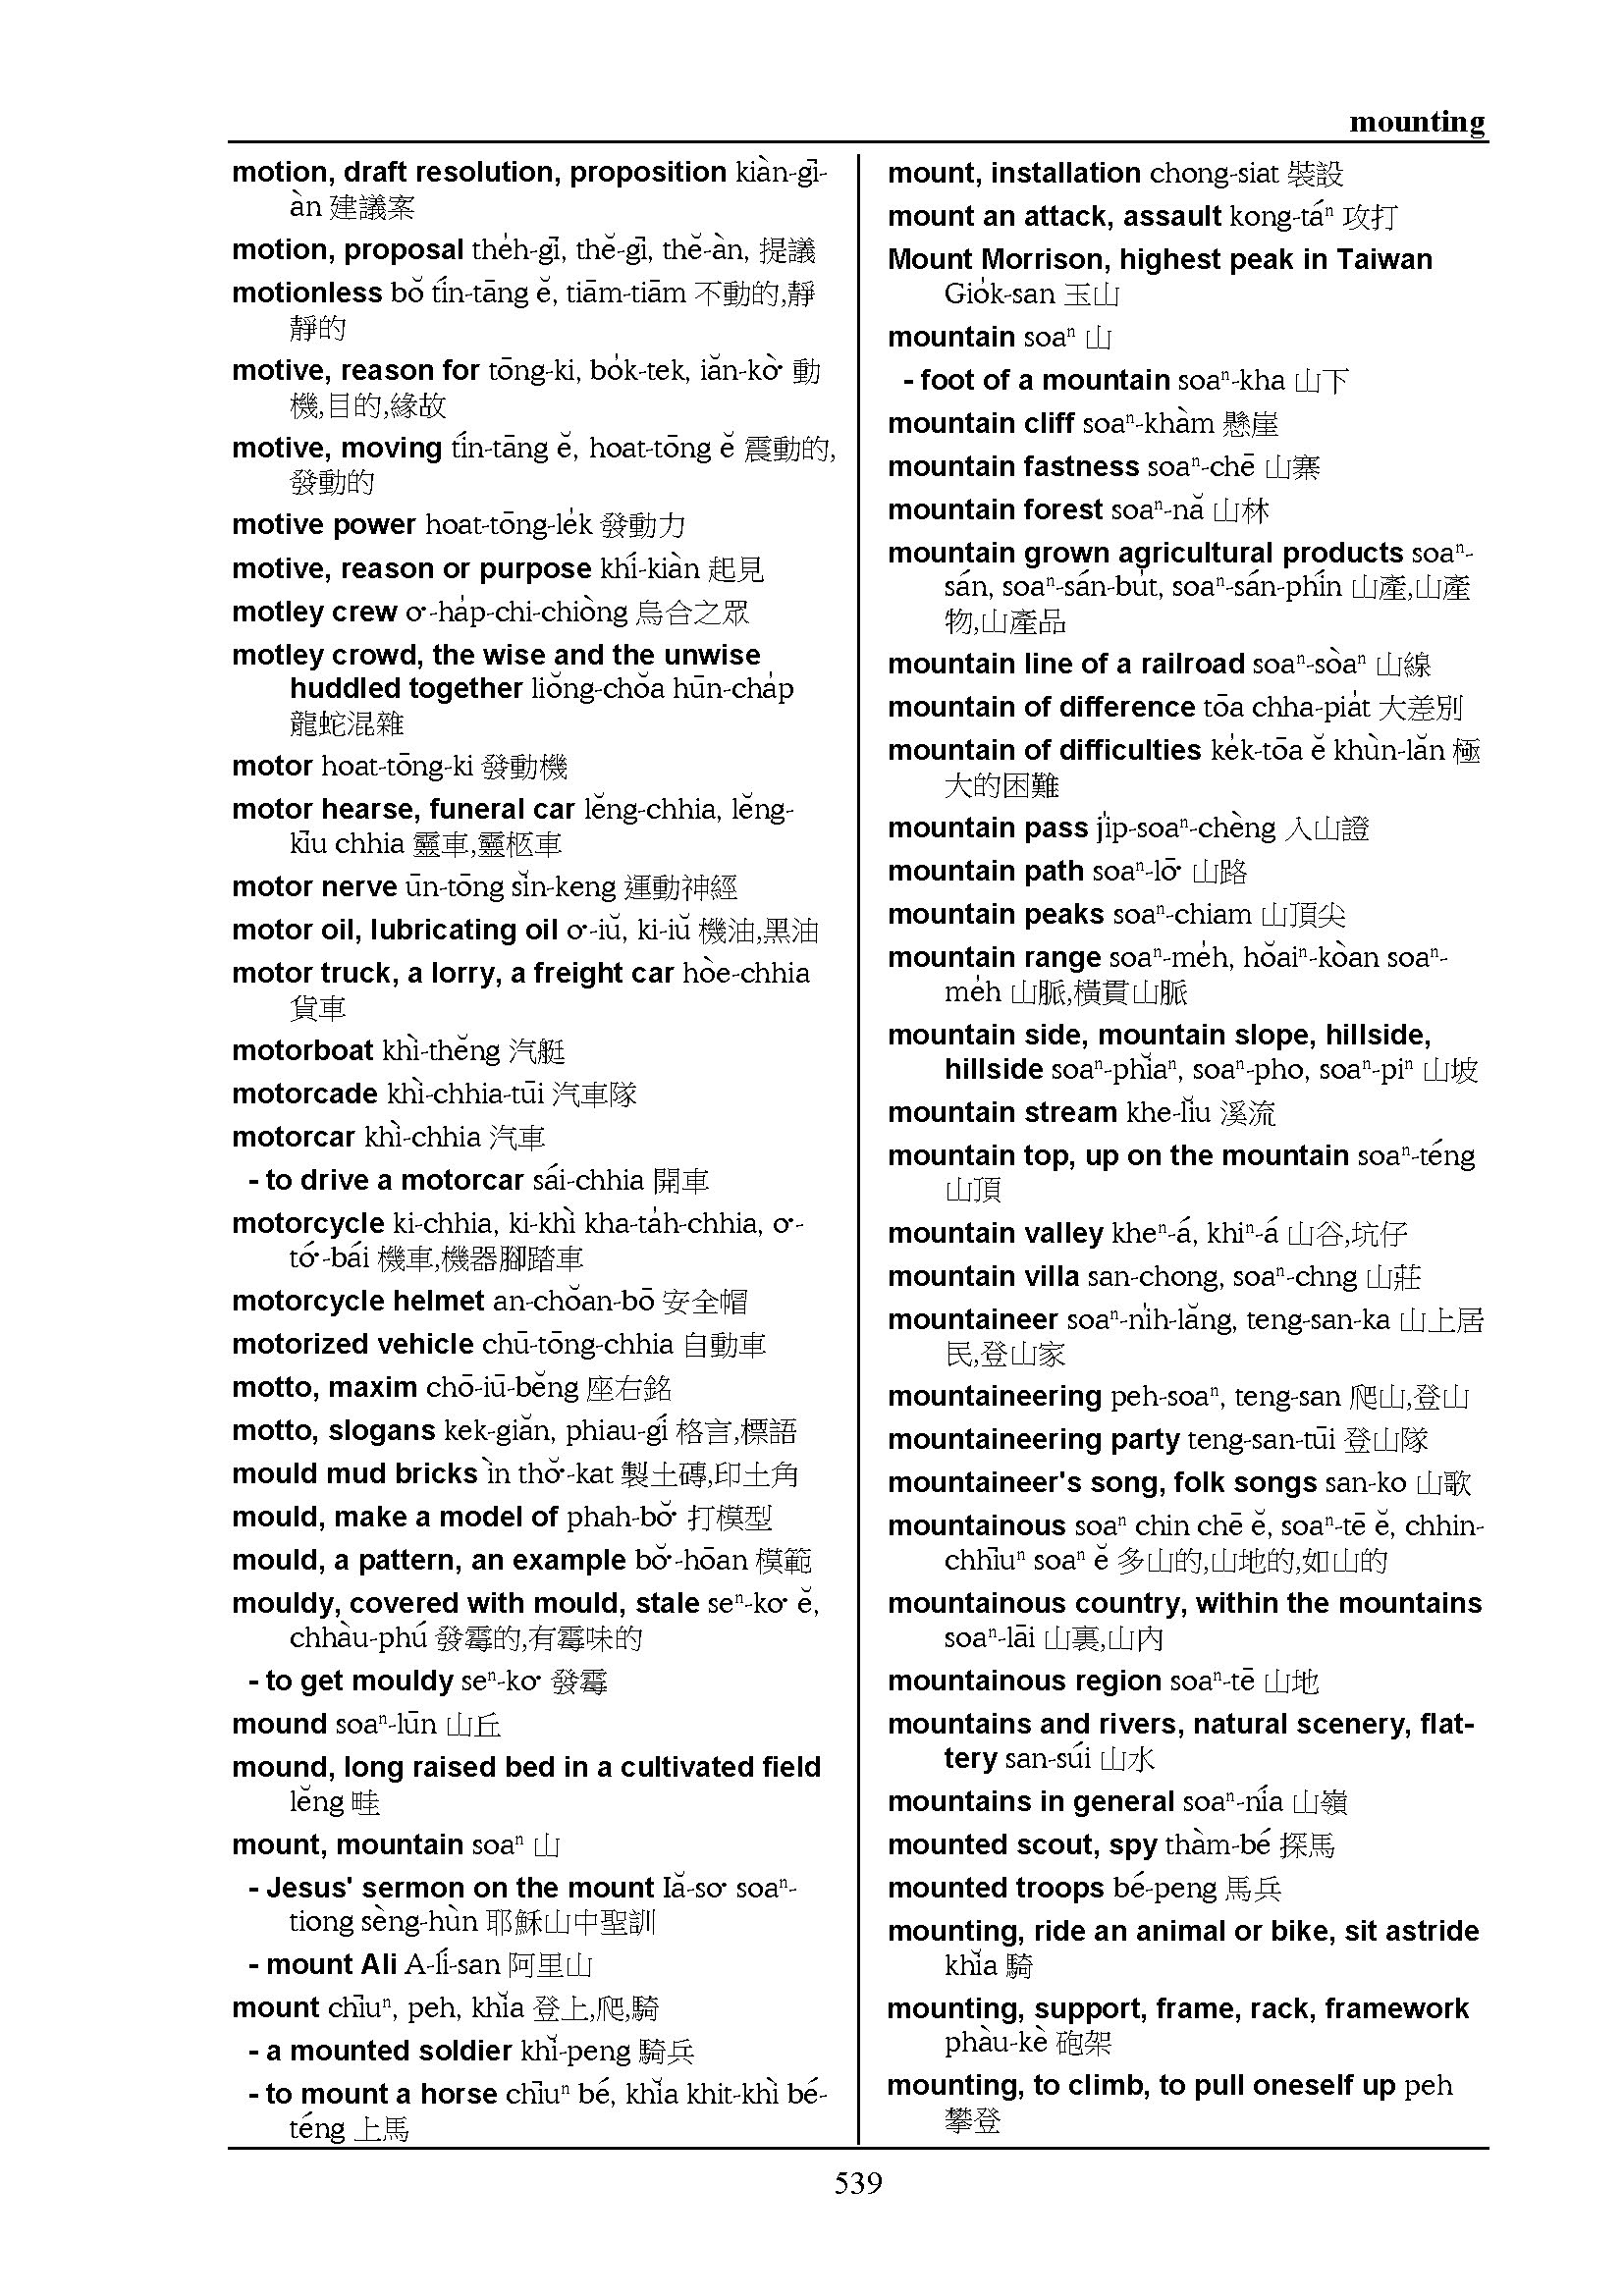 mounting
motion, draft resolution, proposition kiàn-gī-
àn 建議案
motion, proposal the̍h-gī, thĕ-gī, thĕ-àn, 提議
motionless bŏ tín-tāng ĕ, tiām-tiām 不動的,靜
靜的
motive, reason for tōng-ki, bo̍k-tek, iăn-kò͘ 動
機,目的,緣故
motive, moving tín-tāng ĕ, hoat-tōng ĕ 震動的,
發動的
motive power hoat-tōng-le̍k 發動力
motive, reason or purpose khí-kiàn 起見
motley crew o͘-ha̍p-chi-chiòng 烏合之眾
motley crowd, the wise and the unwise
huddled together liŏng-chŏa hūn-cha̍p
龍蛇混雜
motor hoat-tōng-ki 發動機
motor hearse, funeral car lĕng-chhia, lĕng-
kīu chhia 靈車,靈柩車
motor nerve ūn-tōng sĭn-keng 運動神經
motor oil, lubricating oil o͘-iŭ, ki-iŭ 機油,黑油
motor truck, a lorry, a freight car hòe-chhia
貨車
motorboat khì-thĕng 汽艇
motorcade khì-chhia-tūi 汽車隊
motorcar khì-chhia 汽車
- to drive a motorcar sái-chhia 開車
motorcycle ki-chhia, ki-khì kha-ta̍h-chhia, o͘-
tó͘-bái 機車,機器腳踏車
motorcycle helmet an-chŏan-bō 安全帽
motorized vehicle chū-tōng-chhia 自動車
motto, maxim chō-iū-bĕng 座右銘
motto, slogans kek-giăn, phiau-gí 格言,標語
mould mud bricks ìn thŏ͘-kat 製土磚,印土角
mould, make a model of phah-bŏ͘ 打模型
mould, a pattern, an example bŏ͘-hōan 模範
mouldy, covered with mould, stale seⁿ-ko͘ ĕ,
chhàu-phú 發霉的,有霉味的
- to get mouldy seⁿ-ko͘ 發霉
mound soaⁿ-lūn 山丘
mound, long raised bed in a cultivated field
lĕng 畦
mount, mountain soaⁿ 山
- Jesus' sermon on the mount Iă-so͘ soaⁿ-
tiong sèng-hùn 耶穌山中聖訓
- mount Ali A-lí-san 阿里山
mount chīuⁿ, peh, khĭa 登上,爬,騎
- a mounted soldier khĭ-peng 騎兵
- to mount a horse chīuⁿ bé, khĭa khit-khì bé-
téng 上馬
mount, installation chong-siat 裝設
mount an attack, assault kong-táⁿ 攻打
Mount Morrison, highest peak in Taiwan
Gio̍k-san 玉山
mountain soaⁿ 山
- foot of a mountain soaⁿ-kha 山下
mountain cliff soaⁿ-khàm 懸崖
mountain fastness soaⁿ-chē 山寨
mountain forest soaⁿ-nă 山林
mountain grown agricultural products soaⁿ-
sán, soaⁿ-sán-bu̍t, soaⁿ-sán-phín 山產,山產
物,山產品
mountain line of a railroad soaⁿ-sòaⁿ 山線
mountain of difference tōa chha-pia̍t 大差別
mountain of difficulties ke̍k-tōa ĕ khùn-lăn 極
大的困難
mountain pass ji̍p-soaⁿ-chèng 入山證
mountain path soaⁿ-lō͘ 山路
mountain peaks soaⁿ-chiam 山頂尖
mountain range soaⁿ-me̍h, hŏaiⁿ-kòan soaⁿ-
me̍h 山脈,橫貫山脈
mountain side, mountain slope, hillside,
hillside soaⁿ-phĭaⁿ, soaⁿ-pho, soaⁿ-piⁿ 山坡
mountain stream khe-lĭu 溪流
mountain top, up on the mountain soaⁿ-téng
山頂
mountain valley kheⁿ-á, khiⁿ-á 山谷,坑仔
mountain villa san-chong, soaⁿ-chng 山莊
mountaineer soaⁿ-ni̍h-lăng, teng-san-ka 山上居
民,登山家
mountaineering peh-soaⁿ, teng-san 爬山,登山
mountaineering party teng-san-tūi 登山隊
mountaineer's song, folk songs san-ko 山歌
mountainous soaⁿ chin chē ĕ, soaⁿ-tē ĕ, chhin-
chhīuⁿ soaⁿ ĕ 多山的,山地的,如山的
mountainous country, within the mountains
soaⁿ-lāi 山裏,山內
mountainous region soaⁿ-tē 山地
mountains and rivers, natural scenery, flat-
tery san-súi 山水
mountains in general soaⁿ-nía 山嶺
mounted scout, spy thàm-bé 探馬
mounted troops bé-peng 馬兵
mounting, ride an animal or bike, sit astride
khĭa 騎
mounting, support, frame, rack, framework
phàu-kè 砲架
mounting, to climb, to pull oneself up peh
攀登
539